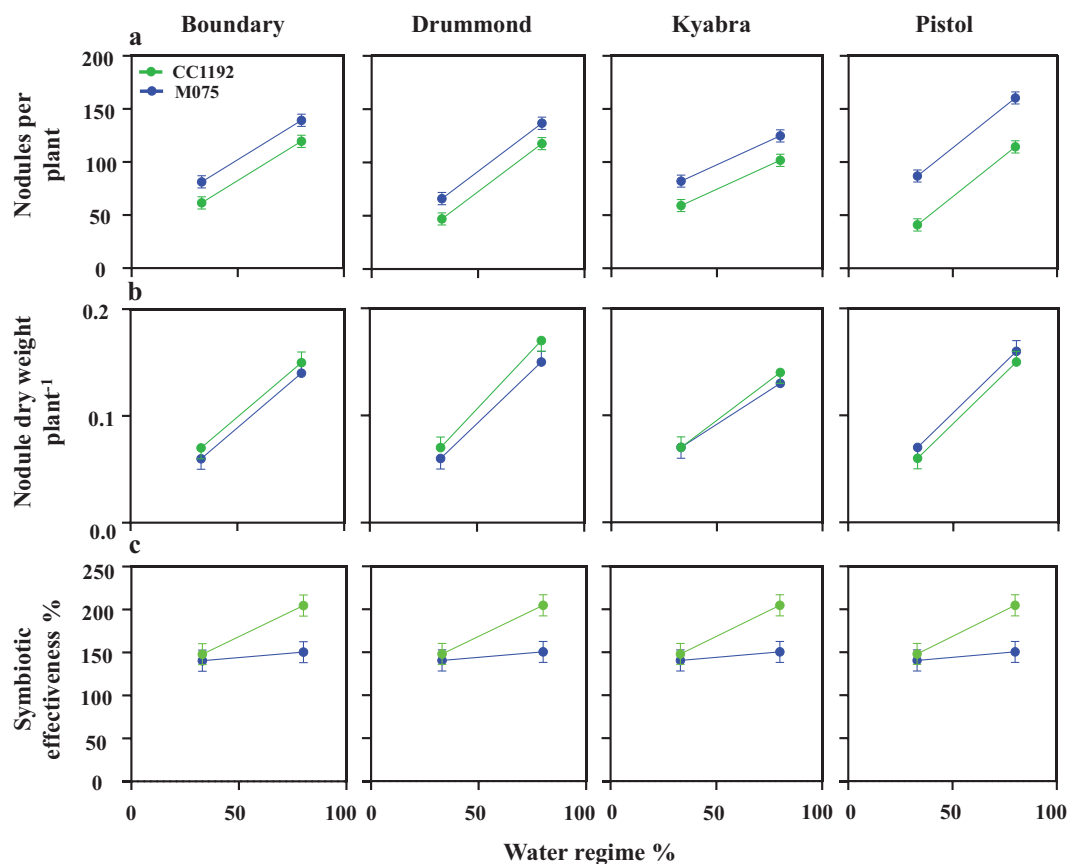 Boundary Drummond Kyabra Pistol
a
200
150
100
50
0
Nodules per
plant
CC1192
M075
b
0.2
0.1
0.0
Nodule dry weight
plant⁻¹
c
250
200
150
100
50
0
Symbiotic
effectiveness %
0 50 100 0 50 100 0 50 100 0 50 100
Water regime %